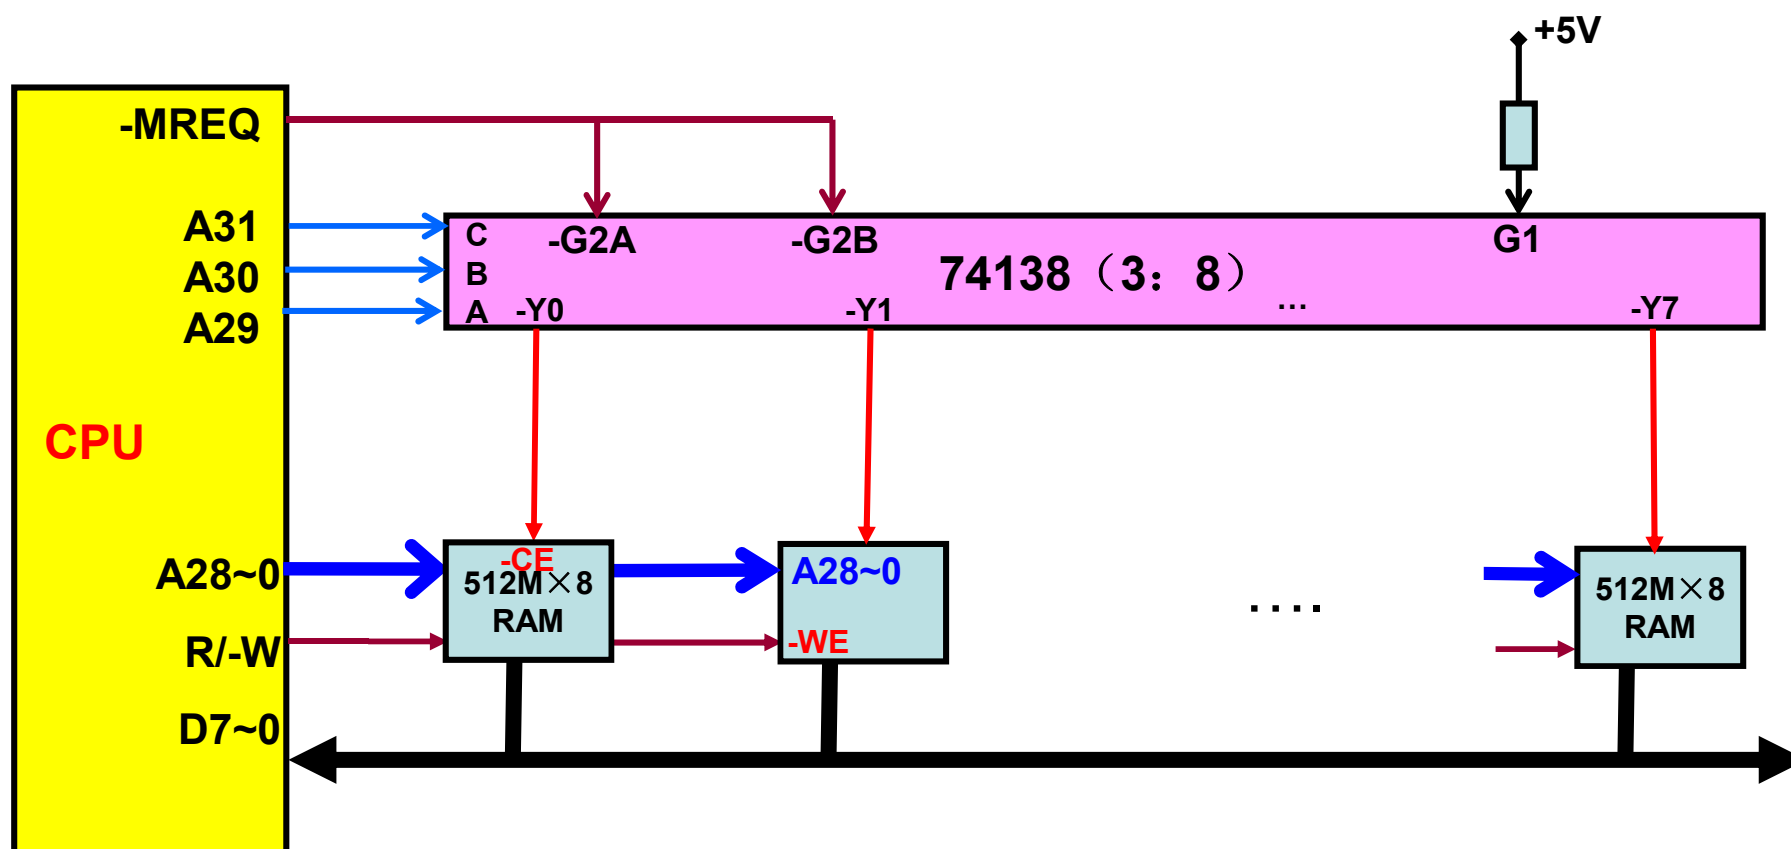 +5V
-MREQ
A31
A30
A29
C
B
A
-G2A
-G2B
G1
74138（3：8）
-Y0
-Y1
...
-Y7
CPU
A28~0
R/-W
D7~0
-CE
512M×8
RAM
A28~0
-WE
....
512M×8
RAM